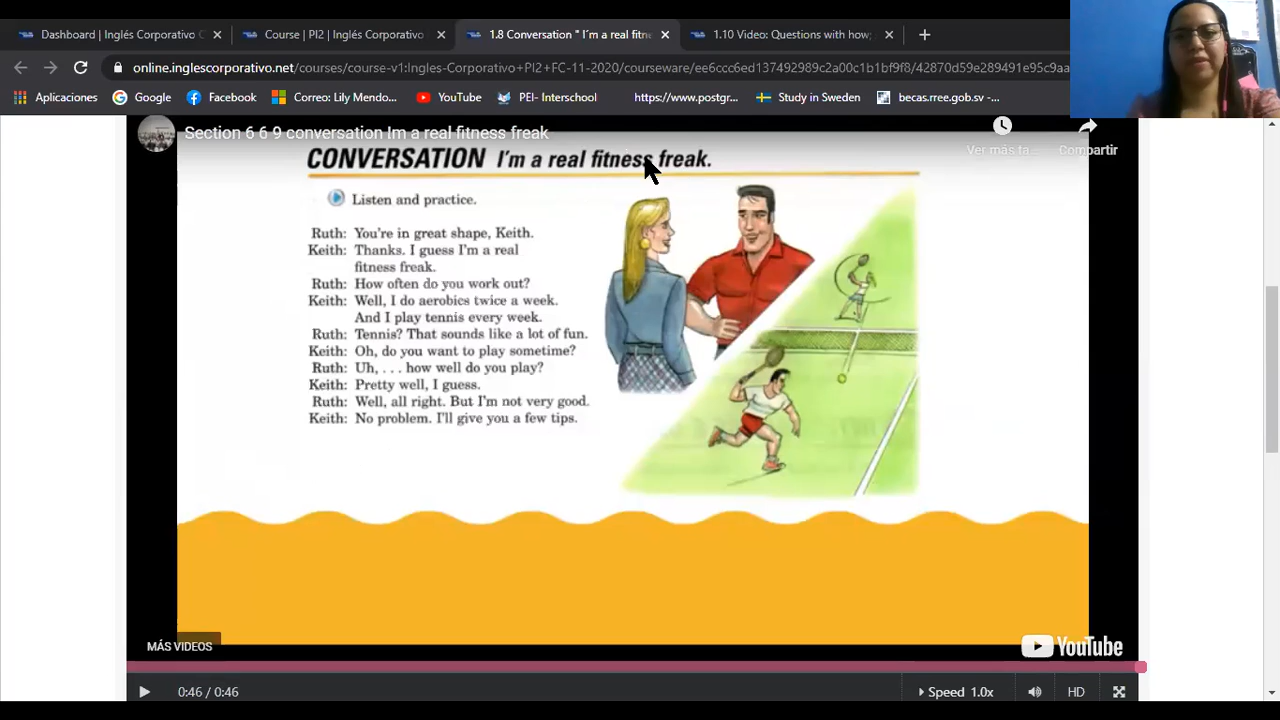 Dashboard | Inglés Corporativo C
Course | PI2 | Inglés Corporativo
1.8 Conversation " I´m a real fitne
1.10 Video: Questions with how;
online.inglescorporativo.net/courses/course-v1:Ingles-Corporativo+PI2+FC-11-2020/courseware/
Aplicaciones
Google
Facebook
Correo: Lily Mendo...
YouTube
PEI- Interschool
https://www.postgr...
Study in Sweden
becas.rree.gob.sv -...
Section 6 6 9 conversation Im a real fitness freak
Ver más ta...
Compartir
CONVERSATION I'm a real fitness freak.
Listen and practice.
Ruth: You're in great shape, Keith.
Keith: Thanks. I guess I'm a real
fitness freak.
Ruth: How often do you work out?
Keith: Well, I do aerobics twice a week.
And I play tennis every week.
Ruth: Tennis? That sounds like a lot of fun.
Keith: Oh, do you want to play sometime?
Ruth: Uh, . . . how well do you play?
Keith: Pretty well, I guess.
Ruth: Well, all right. But I'm not very good.
Keith: No problem. I'll give you a few tips.
MÁS VIDEOS
YouTube
0:46 / 0:46
Speed 1.0x
HD